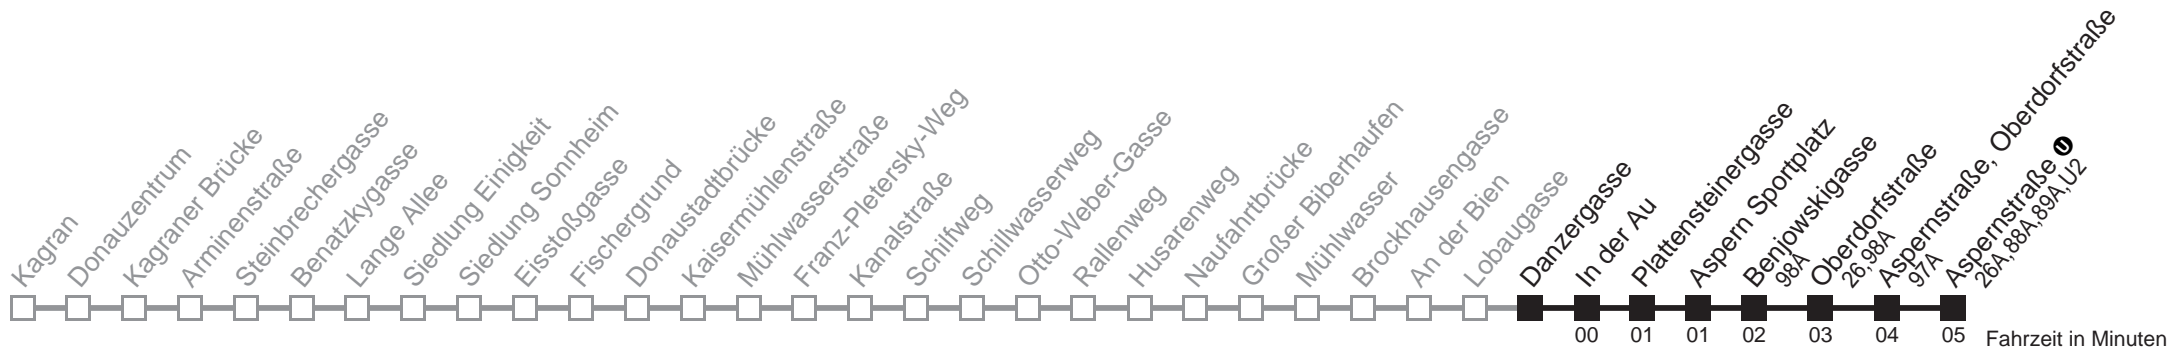 Kagran
Donauzentrum
Kagraner Brücke
Arminenstraße
Steinbrechergasse
Benatzkygasse
Lange Allee
Siedlung Einigkeit
Siedlung Sonnheim
Eisstoßgasse
Fischergrund
Donaustadtbrücke
Kaisermühlenstraße
Mühlwasserstraße
Franz-Pletersky-Weg
Kanalstraße
Schilfweg
Schillwasserweg
Otto-Weber-Gasse
Rallenweg
Husarenweg
Naufahrtbrücke
Großer Biberhaufen
Mühlwasser
Brockhausengasse
An der Bien
Lobaugasse
Danzergasse
In der Au
Plattensteinergasse
Aspern Sportplatz
Benjowskigasse
98A
Oberdorfstraße
26,98A
Aspernstraße, Oberdorfstraße
97A
Aspernstraße U
26A,88A,89A,U2
00 01 01 02 03 04 05 Fahrzeit in Minuten